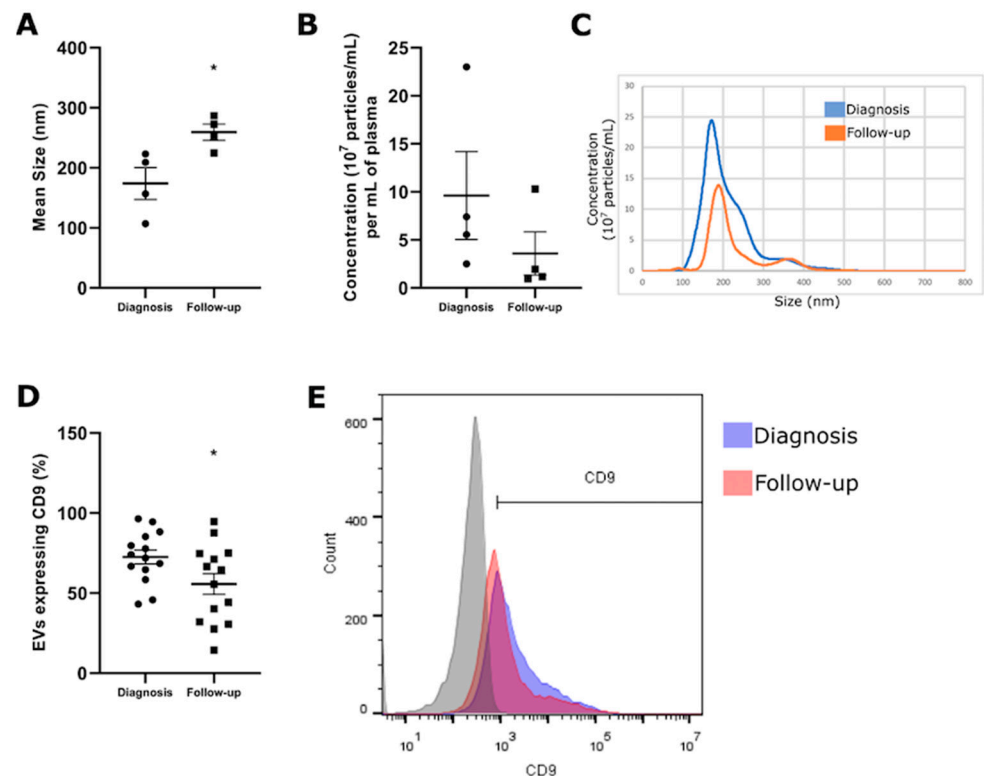 A
Mean Size (nm)
400
300
200
100
0
*
Diagnosis
Follow-up
B
Concentration (10⁷ particles/mL)
per mL of plasma
25
20
15
10
5
0
Diagnosis
Follow-up
C
Concentration
(10⁷ particles/mL)
30
25
20
15
10
5
0
Diagnosis
Follow-up
0 100 200 300 400 500 600 700 800
Size (nm)
D
EVs expressing CD9 (%)
150
100
50
0
*
Diagnosis
Follow-up
E
Count
600
400
200
0
CD9
10¹ 10³ 10⁵ 10⁷
CD9
Diagnosis
Follow-up